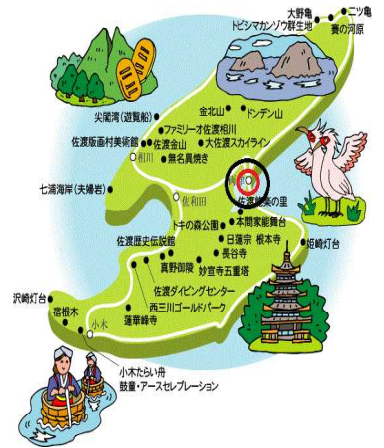 大野亀
トビシマカンゾウ群生地
二ツ亀
賽の河原
尖閣湾(遊覧船)
金北山
ドンデン山
ファミリーオ佐渡相川
佐渡版画村美術館
佐渡金山
大佐渡スカイライン
相川
無名異焼き
七浦海岸(夫婦岩)
佐和田
佐渡能楽の里
トキの森公園
本間家能舞台
佐渡歴史伝説館
日蓮宗 根本寺
姫崎灯台
真野御陵
長谷寺
妙宣寺五重塔
佐渡ダイビングセンター
沢崎灯台
西三川ゴールドパーク
宿根木
小木
蓮華峰寺
小木たらい舟
鼓童・アースセレブレーション